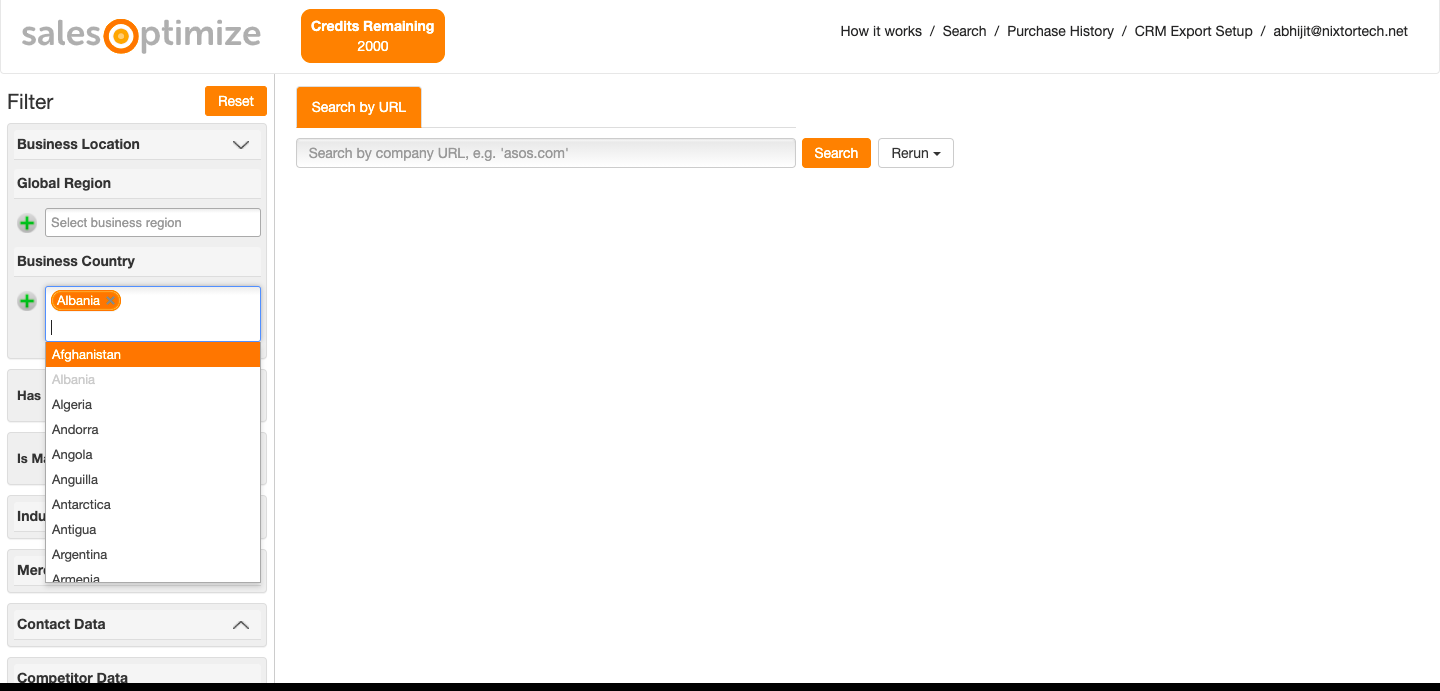 salesoptimize
Credits Remaining
2000
How it works / Search / Purchase History / CRM Export Setup / abhijit@nixtortech.net
Filter
Reset
Business Location
Global Region
Select business region
Business Country
Albania ×
Afghanistan
Albania
Algeria
Andorra
Angola
Anguilla
Antarctica
Antigua
Argentina
Armenia
Has
Is Ma
Indu
Mer
Contact Data
Competitor Data
Search by URL
Search by company URL, e.g. 'asos.com'
Search
Rerun